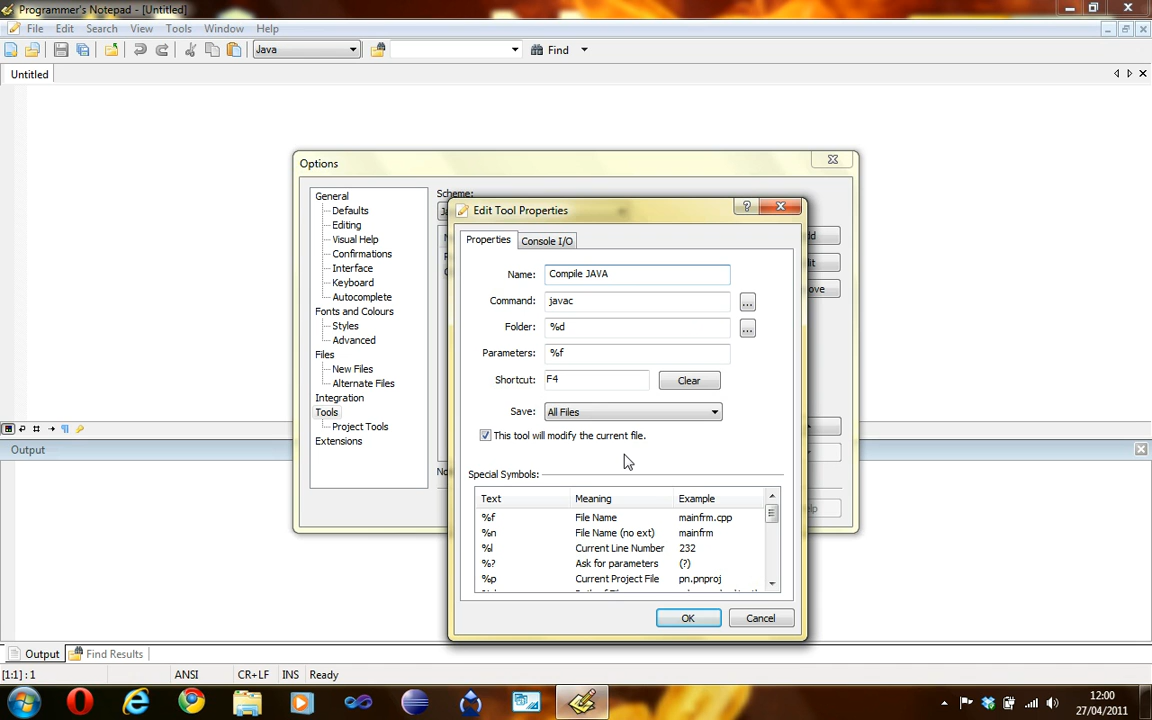 Programmer's Notepad - [Untitled]
File Edit Search View Tools Window Help
Java Find
Untitled
Options
General
Defaults
Editing
Visual Help
Confirmations
Interface
Keyboard
Autocomplete
Fonts and Colours
Styles
Advanced
Files
New Files
Alternate Files
Integration
Tools
Project Tools
Extensions
Scheme:
Edit Tool Properties
Properties Console I/O
Name: Compile JAVA
Command: javac ...
Folder: %d ...
Parameters: %f
Shortcut: F4 Clear
Save: All Files
This tool will modify the current file.
Special Symbols:
Text Meaning Example
%f File Name mainfrm.cpp
%n File Name (no ext) mainfrm
%l Current Line Number 232
%? Ask for parameters (?)
%p Current Project File pn.pnproj
OK Cancel
Output
Output Find Results
[1:1] : 1 ANSI CR+LF INS Ready
12:00
27/04/2011